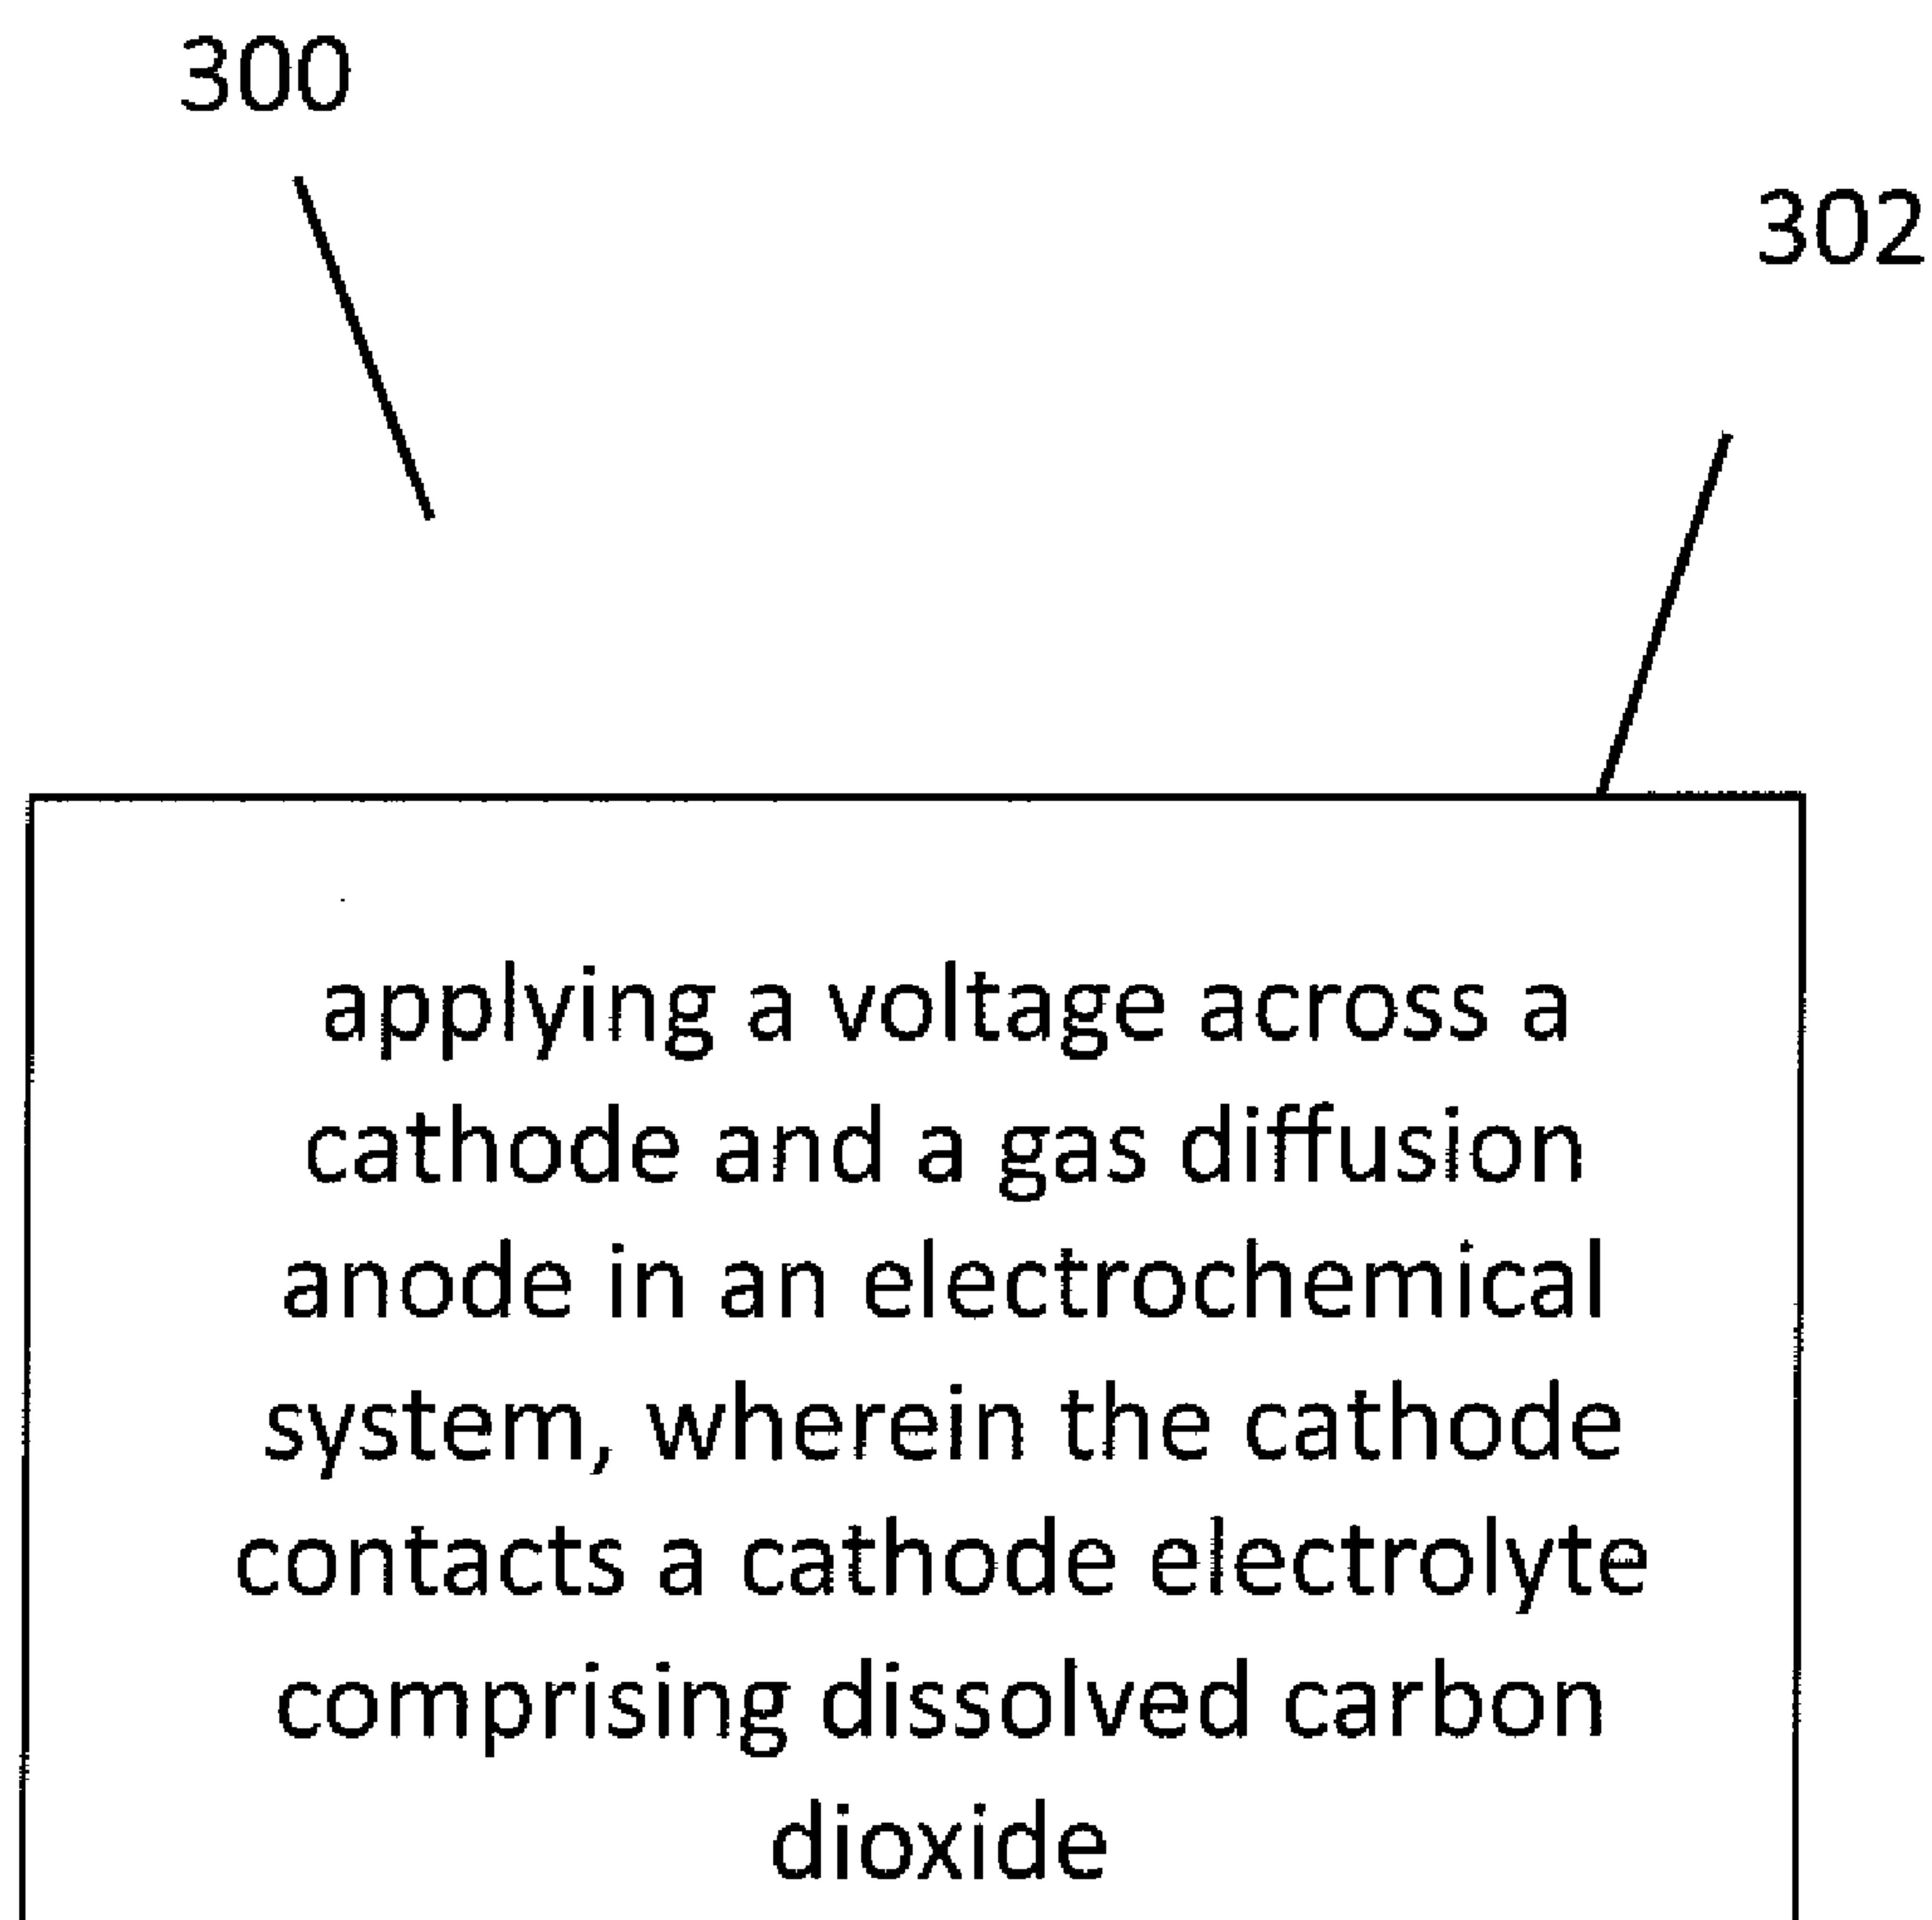 300
302
applying a voltage across a
cathode and a gas diffusion
anode in an electrochemical
system, wherein the cathode
contacts a cathode electrolyte
comprising dissolved carbon
dioxide